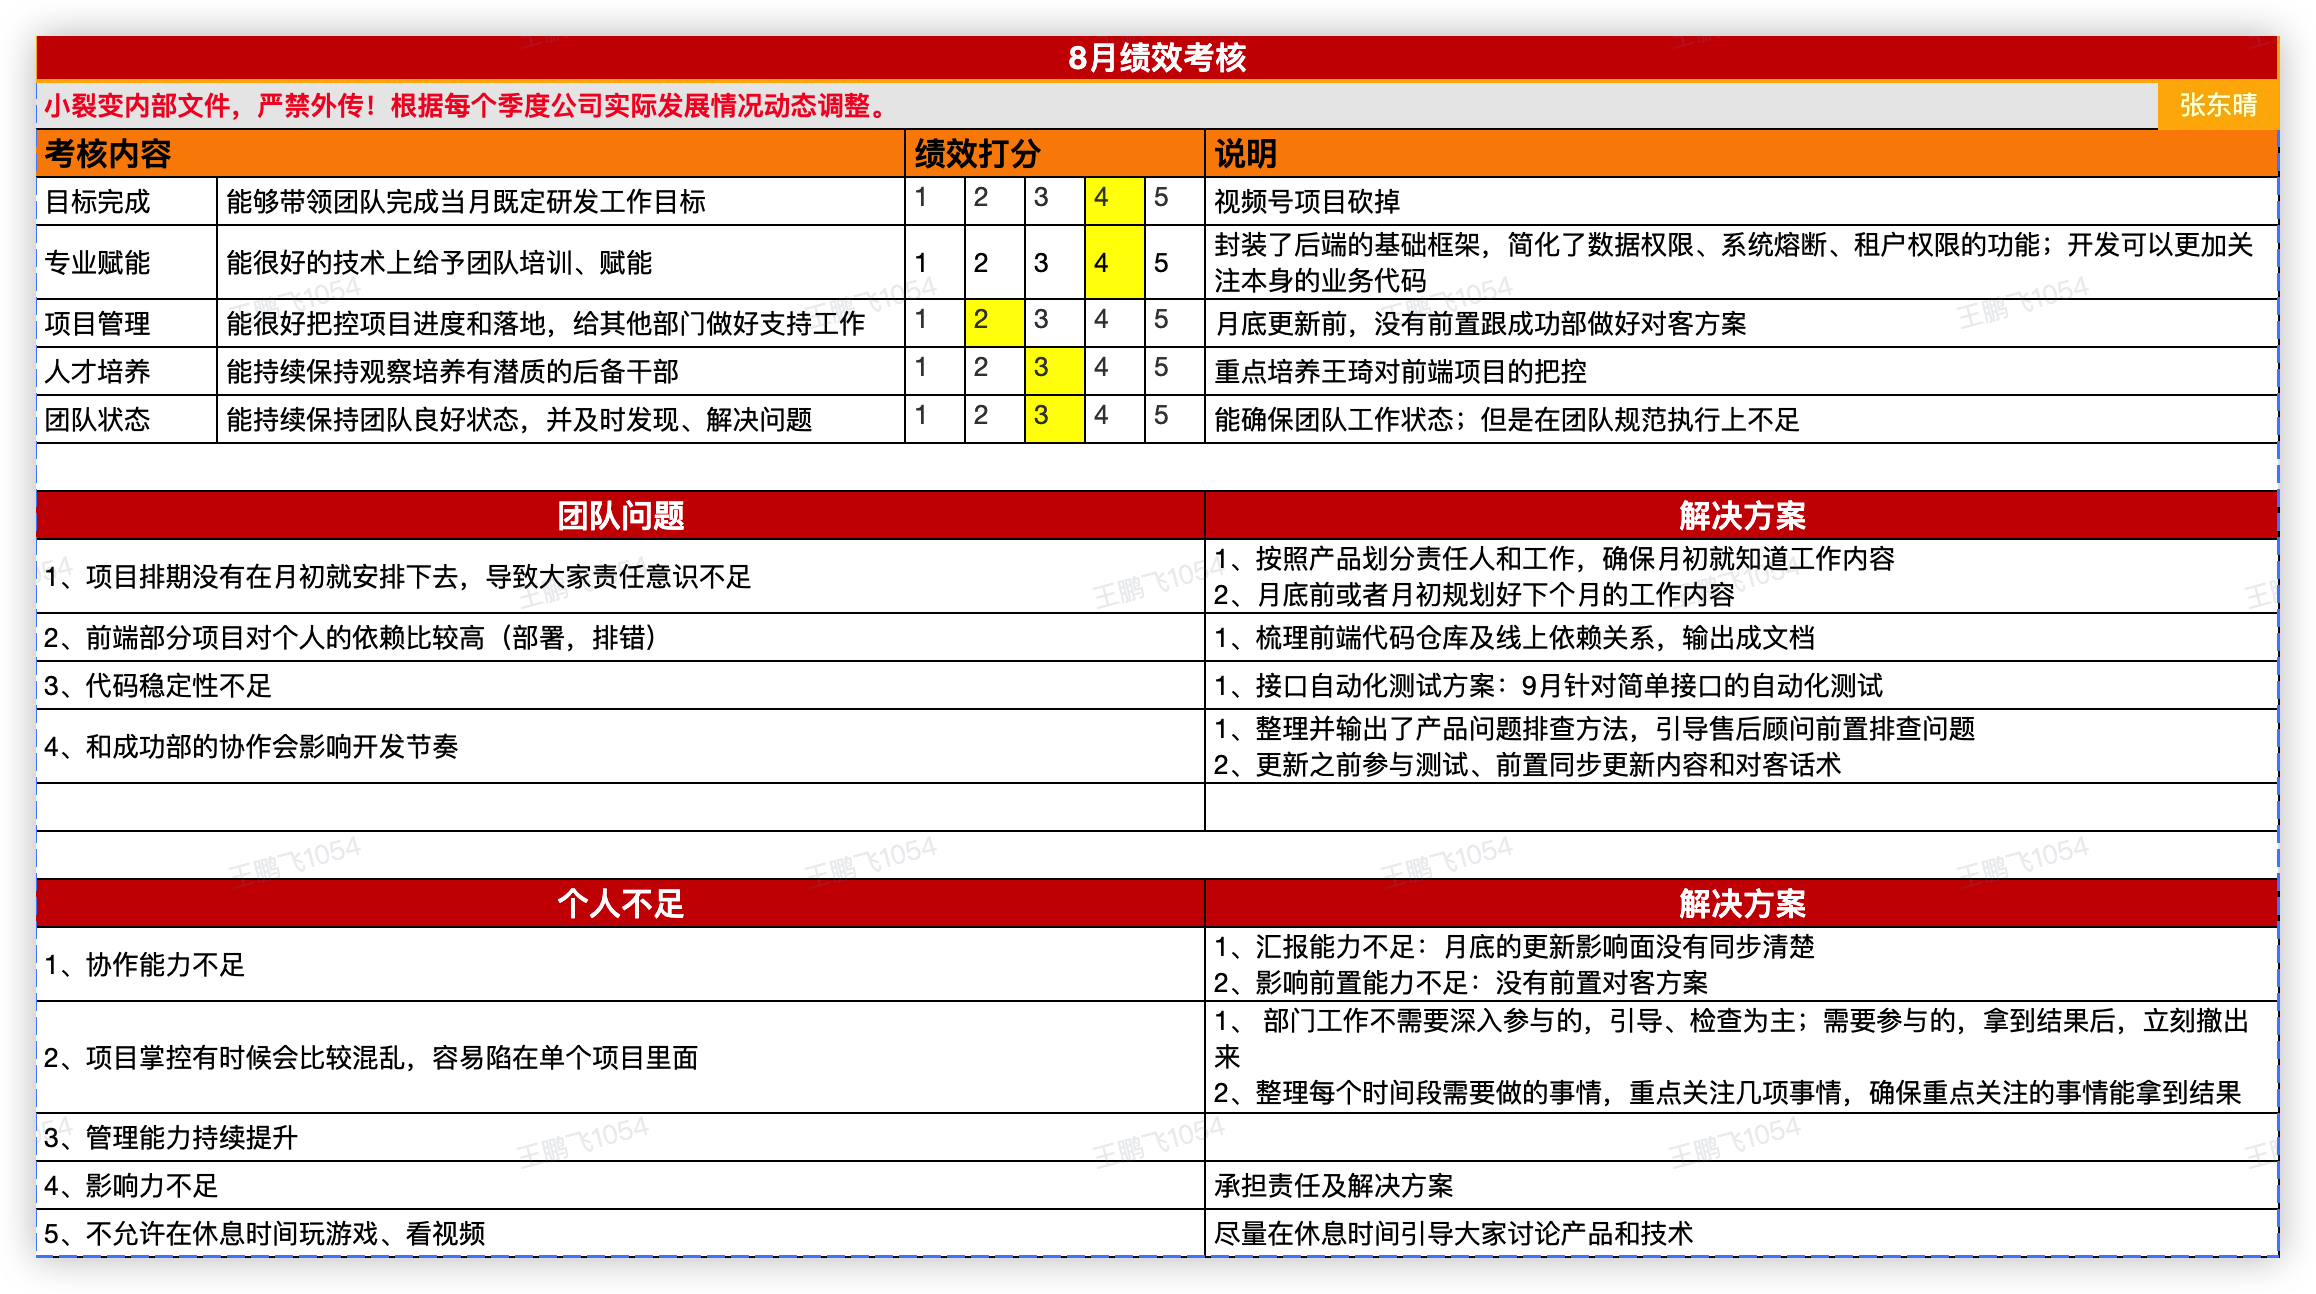 8月绩效考核
小裂变内部文件，严禁外传！根据每个季度公司实际发展情况动态调整。 张东晴
考核内容 绩效打分 说明
目标完成 能够带领团队完成当月既定研发工作目标 1 2 3 4 5 视频号项目砍掉
专业赋能 能很好的技术上给予团队培训、赋能 1 2 3 4 5 封装了后端的基础框架，简化了数据权限、系统熔断、租户权限的功能；开发可以更加关
注本身的业务代码
项目管理 能很好把控项目进度和落地，给其他部门做好支持工作 1 2 3 4 5 月底更新前，没有前置跟成功部做好对客方案
人才培养 能持续保持观察培养有潜质的后备干部 1 2 3 4 5 重点培养王琦对前端项目的把控
团队状态 能持续保持团队良好状态，并及时发现、解决问题 1 2 3 4 5 能确保团队工作状态；但是在团队规范执行上不足
团队问题 解决方案
1、项目排期没有在月初就安排下去，导致大家责任意识不足
1、按照产品划分责任人和工作，确保月初就知道工作内容
2、月底前或者月初规划好下个月的工作内容
2、前端部分项目对个人的依赖比较高（部署，排错） 1、梳理前端代码仓库及线上依赖关系，输出成文档
3、代码稳定性不足 1、接口自动化测试方案：9月针对简单接口的自动化测试
4、和成功部的协作会影响开发节奏
1、整理并输出了产品问题排查方法，引导售后顾问前置排查问题
2、更新之前参与测试、前置同步更新内容和对客话术
个人不足 解决方案
1、协作能力不足
1、汇报能力不足：月底的更新影响面没有同步清楚
2、影响前置能力不足：没有前置对客方案
2、项目掌控有时候会比较混乱，容易陷在单个项目里面
1、 部门工作不需要深入参与的，引导、检查为主；需要参与的，拿到结果后，立刻撤出
来
2、整理每个时间段需要做的事情，重点关注几项事情，确保重点关注的事情能拿到结果
3、管理能力持续提升
4、影响力不足 承担责任及解决方案
5、不允许在休息时间玩游戏、看视频 尽量在休息时间引导大家讨论产品和技术
王鹏飞1054